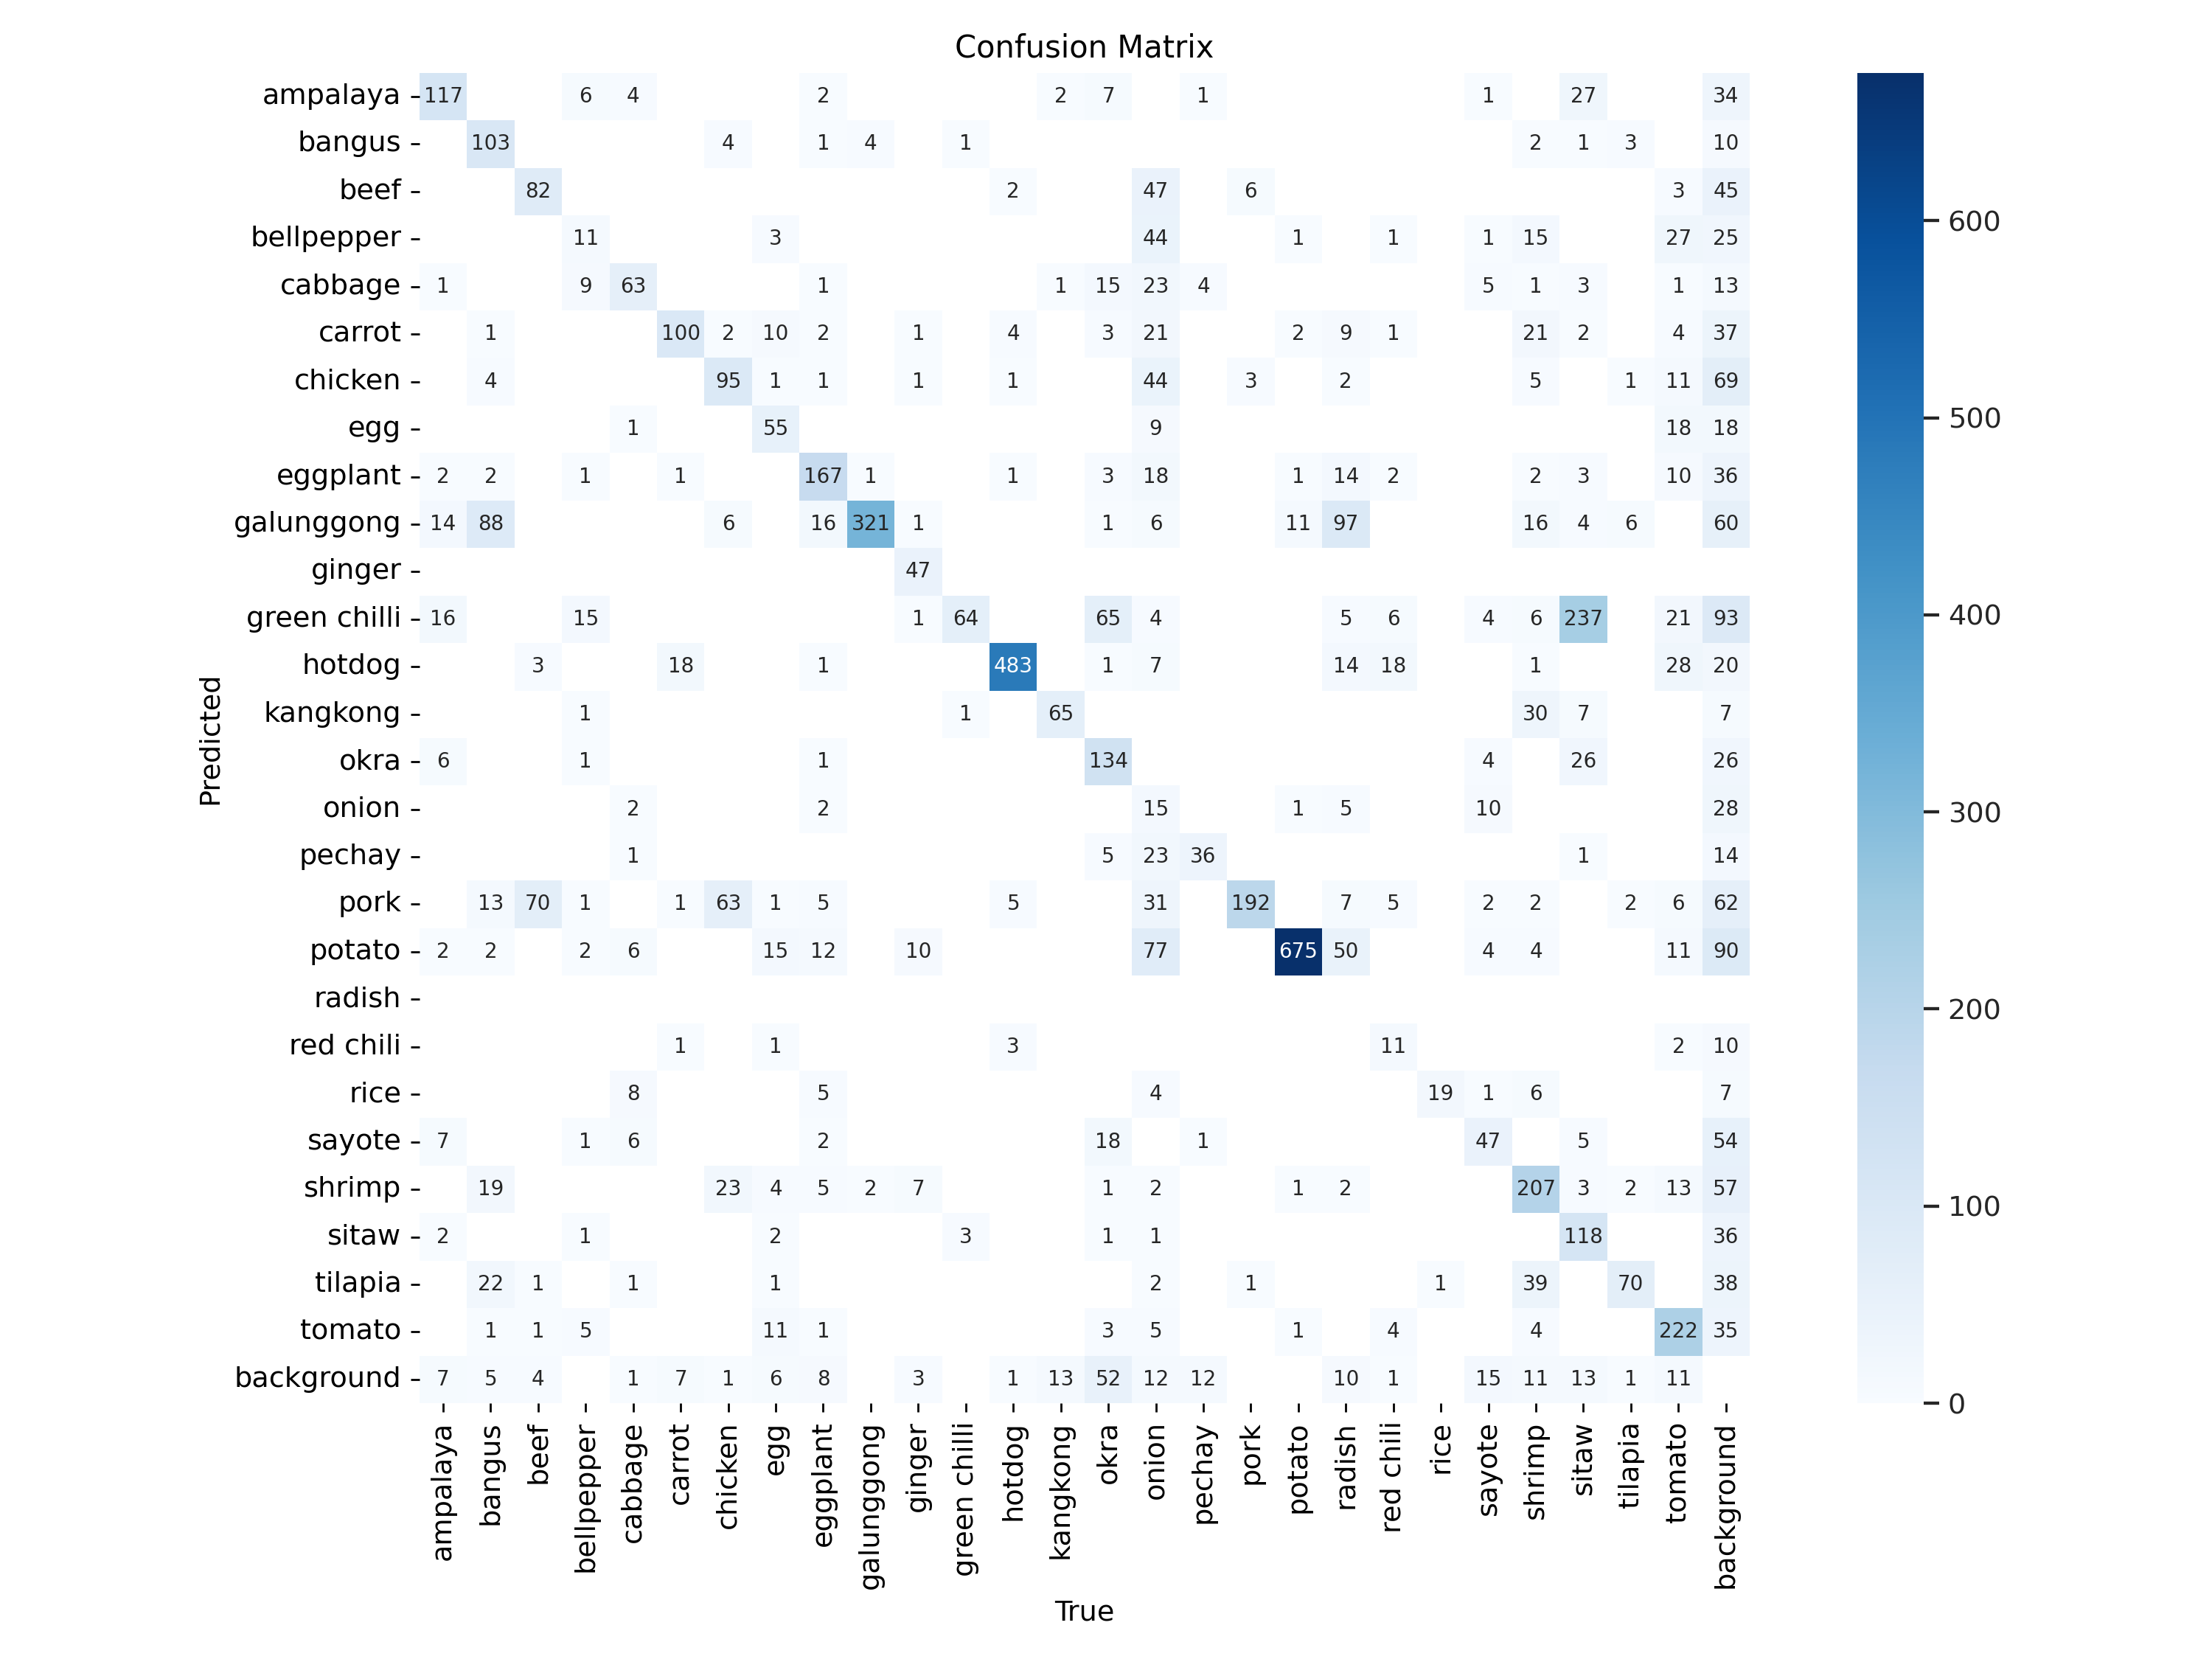 Confusion Matrix
ampalaya 117 6 4 2 2 7 1 1 27 34
bangus 103 4 1 4 1 2 1 3 10
beef 82 2 47 6 3 45
bellpepper 11 3 44 1 1 1 15 27 25
cabbage 1 9 63 1 1 15 23 4 5 1 3 1 13
carrot 1 100 2 10 2 1 4 3 21 2 9 1 21 2 4 37
chicken 4 95 1 1 1 1 44 3 2 5 1 11 69
egg 1 55 9 18 18
eggplant 2 2 1 1 167 1 1 3 18 1 14 2 2 3 10 36
galunggong 14 88 6 16 321 1 1 6 11 97 16 4 6 60
ginger 47
green chilli 16 15 1 64 65 4 5 6 4 6 237 21 93
hotdog 3 18 1 483 1 7 14 18 1 28 20
kangkong 1 1 65 30 7 7
okra 6 1 1 134 4 26 26
onion 2 2 15 1 5 10 28
pechay 1 5 23 36 1 14
pork 13 70 1 1 63 1 5 5 31 192 7 5 2 2 2 6 62
potato 2 2 2 6 15 12 10 77 675 50 4 4 11 90
radish
red chili 1 1 3 11 2 10
rice 8 5 4 19 1 6 7
sayote 7 1 6 2 18 1 47 5 54
shrimp 19 23 4 5 2 7 1 2 1 2 207 3 2 13 57
sitaw 2 1 2 3 1 1 118 36
tilapia 22 1 1 1 2 1 1 39 70 38
tomato 1 1 5 11 1 3 5 1 4 4 222 35
background 7 5 4 1 7 1 6 8 3 1 13 52 12 12 10 1 15 11 13 1 11
Predicted
ampalaya
bangus
beef
bellpepper
cabbage
carrot
chicken
egg
eggplant
galunggong
ginger
green chilli
hotdog
kangkong
okra
onion
pechay
pork
potato
radish
red chili
rice
sayote
shrimp
sitaw
tilapia
tomato
background
True
600
500
400
300
200
100
0